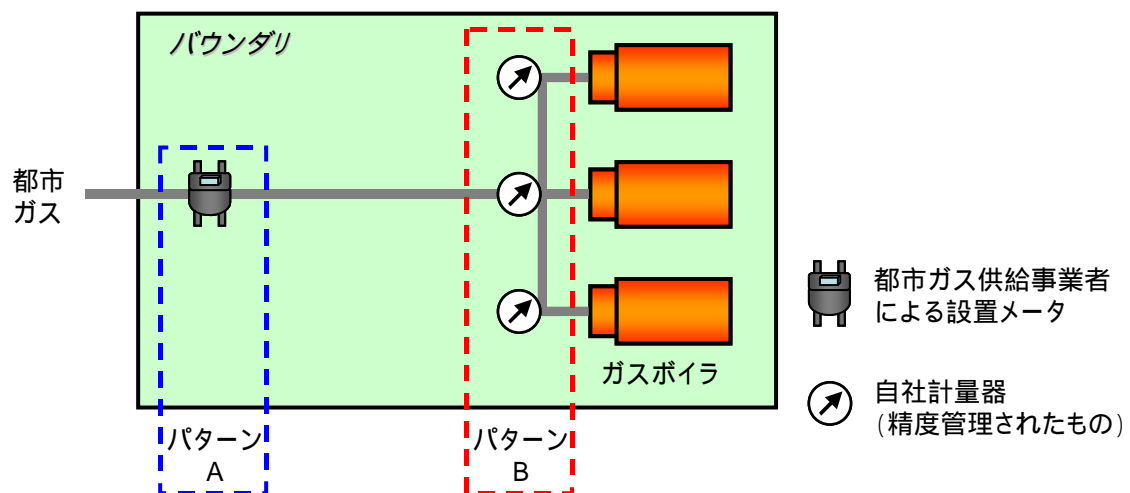 バウンダリ
都市
ガス
ガスボイラ
パターン
A
パターン
B
都市ガス供給事業者
による設置メータ
自社計量器
(精度管理されたもの)